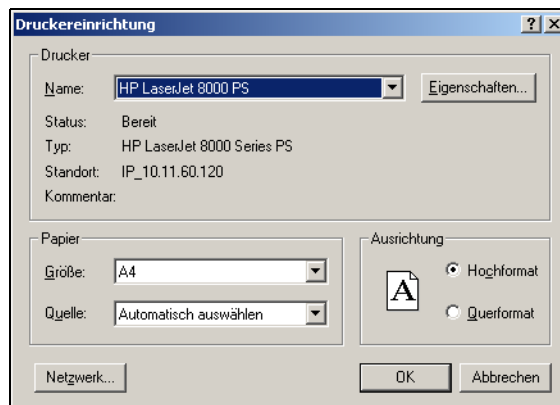 Druckereinrichtung
Drucker
Name: HP LaserJet 8000 PS Eigenschaften...
Status: Bereit
Typ: HP LaserJet 8000 Series PS
Standort: IP_10.11.60.120
Kommentar:
Papier
Größe: A4
Quelle: Automatisch auswählen
Ausrichtung
A
Hochformat
Querformat
Netzwerk... OK Abbrechen